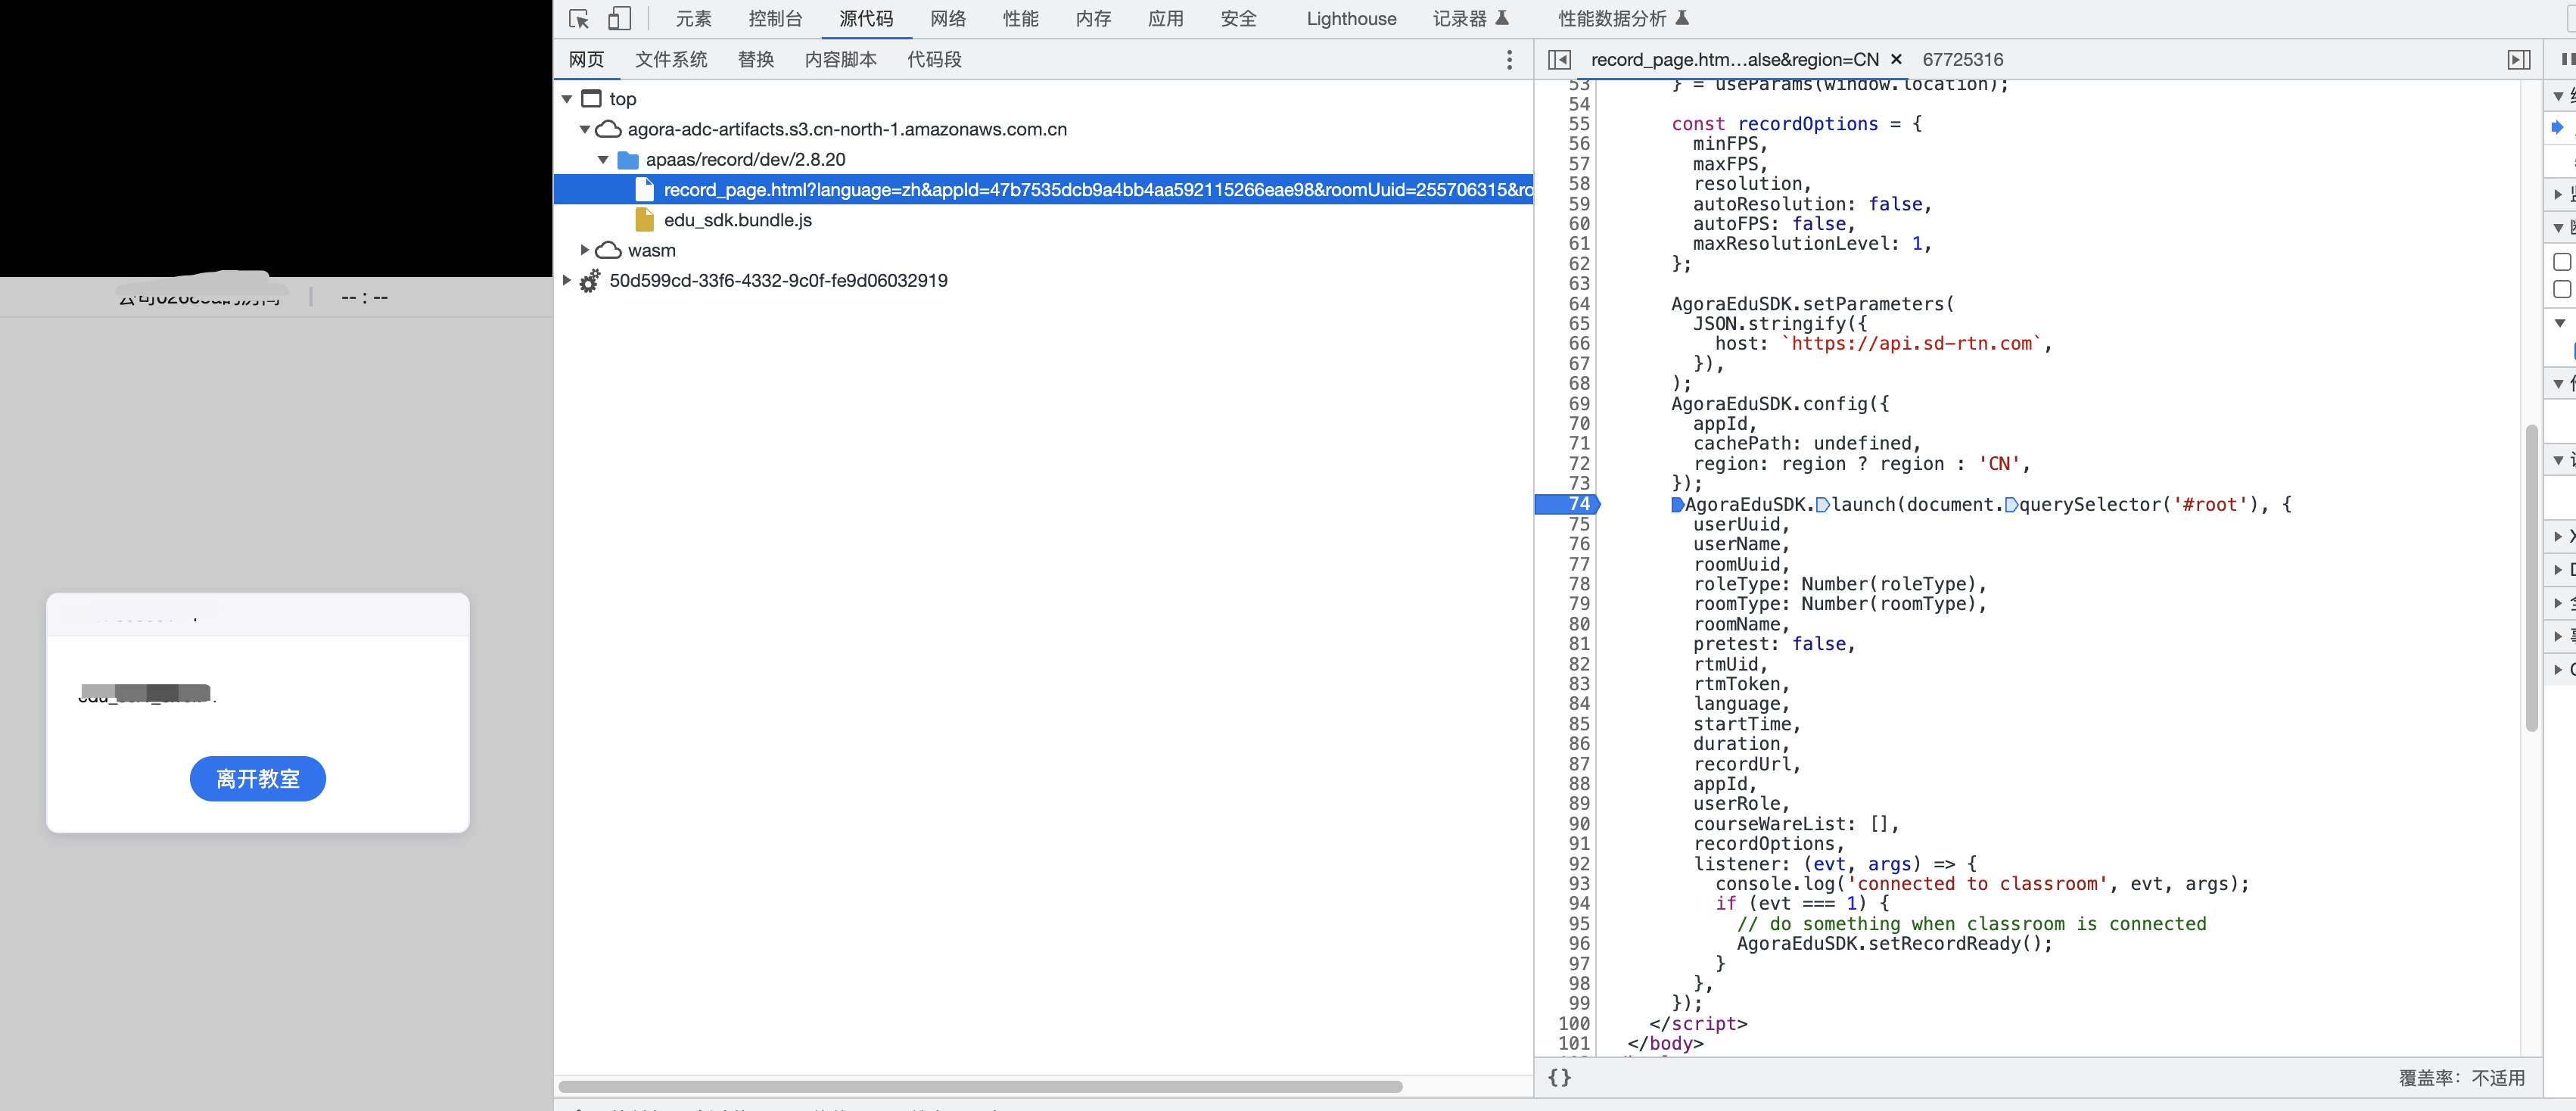 元素 控制台 源代码 网络 性能 内存 应用 安全 Lighthouse 记录器 性能数据分析
网页 文件系统 替换 内容脚本 代码段
record_page.htm…alse&region=CN × 67725316
top
agora-adc-artifacts.s3.cn-north-1.amazonaws.com.cn
apaas/record/dev/2.8.20
record_page.html?language=zh&appId=47b7535dcb9a4bb4aa592115266eae98&roomUuid=255706315&ro
edu_sdk.bundle.js
wasm
50d599cd-33f6-4332-9c0f-fe9d06032919
-- : --
离开教室
53 } = useParams(window.location);
54
55 const recordOptions = {
56 minFPS,
57 maxFPS,
58 resolution,
59 autoResolution: false,
60 autoFPS: false,
61 maxResolutionLevel: 1,
62 };
63
64 AgoraEduSDK.setParameters(
65 JSON.stringify({
66 host: `https://api.sd-rtn.com`,
67 }),
68 );
69 AgoraEduSDK.config({
70 appId,
71 cachePath: undefined,
72 region: region ? region : 'CN',
73 });
74 AgoraEduSDK.launch(document.querySelector('#root'), {
75 userUuid,
76 userName,
77 roomUuid,
78 roleType: Number(roleType),
79 roomType: Number(roomType),
80 roomName,
81 pretest: false,
82 rtmUid,
83 rtmToken,
84 language,
85 startTime,
86 duration,
87 recordUrl,
88 appId,
89 userRole,
90 courseWareList: [],
91 recordOptions,
92 listener: (evt, args) => {
93 console.log('connected to classroom', evt, args);
94 if (evt === 1) {
95 // do something when classroom is connected
96 AgoraEduSDK.setRecordReady();
97 }
98 },
99 });
100 </script>
101 </body>
{}
覆盖率：不适用